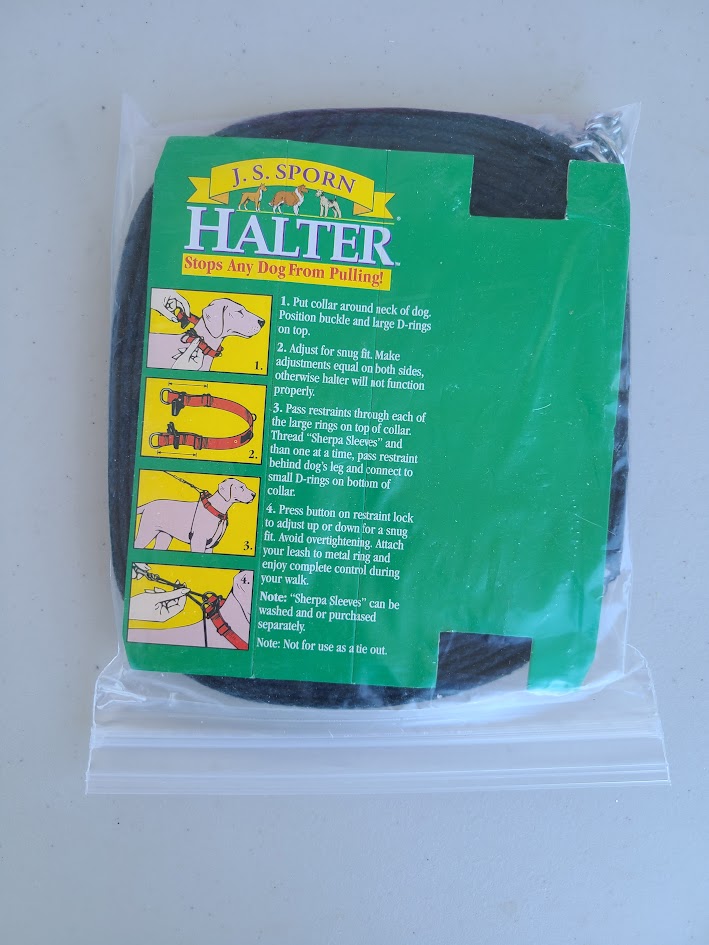 J. S. SPORN
HALTER™
Stops Any Dog From Pulling!
1. Put collar around neck of dog.
Position buckle and large D-rings
on top.
2. Adjust for snug fit. Make
adjustments equal on both sides,
otherwise halter will not function
properly.
3. Pass restraints through each of
the large rings on top of collar.
Thread “Sherpa Sleeves” and
than one at a time, pass restraint
behind dog's leg and connect to
small D-rings on bottom of
collar.
4. Press button on restraint lock
to adjust up or down for a snug
fit. Avoid overtightening. Attach
your leash to metal ring and
enjoy complete control during
your walk.
Note: “Sherpa Sleeves” can be
washed and or purchased
separately.
Note: Not for use as a tie out.
1.
2.
3.
4.